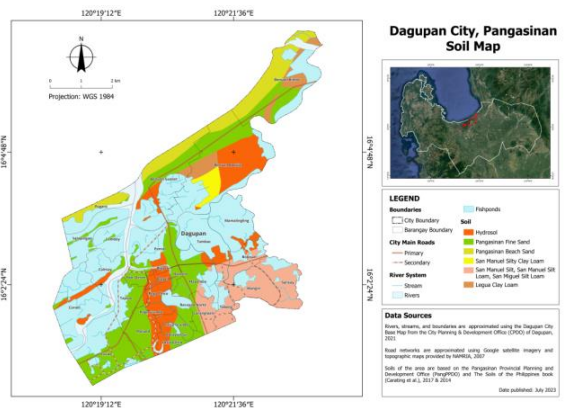 120°19'12"E
120°21'36"E
Dagupan City, Pangasinan
Soil Map
N
0 1 2 km
Projection: WGS 1984
16°4'48"N
16°4'48"N
Dagupan
16°2'24"N
16°2'24"N
120°19'12"E
120°21'36"E
LEGEND
Boundaries
City Boundary
Barangay Boundary
City Main Roads
Primary
Secondary
River System
Stream
Rivers
Fishponds
Soil
Hydrosol
Pangasinan Fine Sand
Pangasinan Beach Sand
San Manuel Silty Clay Loam
San Manuel Silt, San Manuel Silt
Loam, San Miguel Silt Loam
Legua Clay Loam
Data Sources
Rivers, streams, and boundaries are approximated using the Dagupan City
Base Map from the City Planning & Development Office (CPDO) of Dagupan,
2021
Road networks are approximated using Google satellite imagery and
topographic maps provided by NAMRIA, 2007
Soils of the area are based on the Pangasinan Provincial Planning and
Development Office (PangPPDO) and The Soils of the Philippines book
(Carating et al.), 2017 & 2014
Date published: July 2023